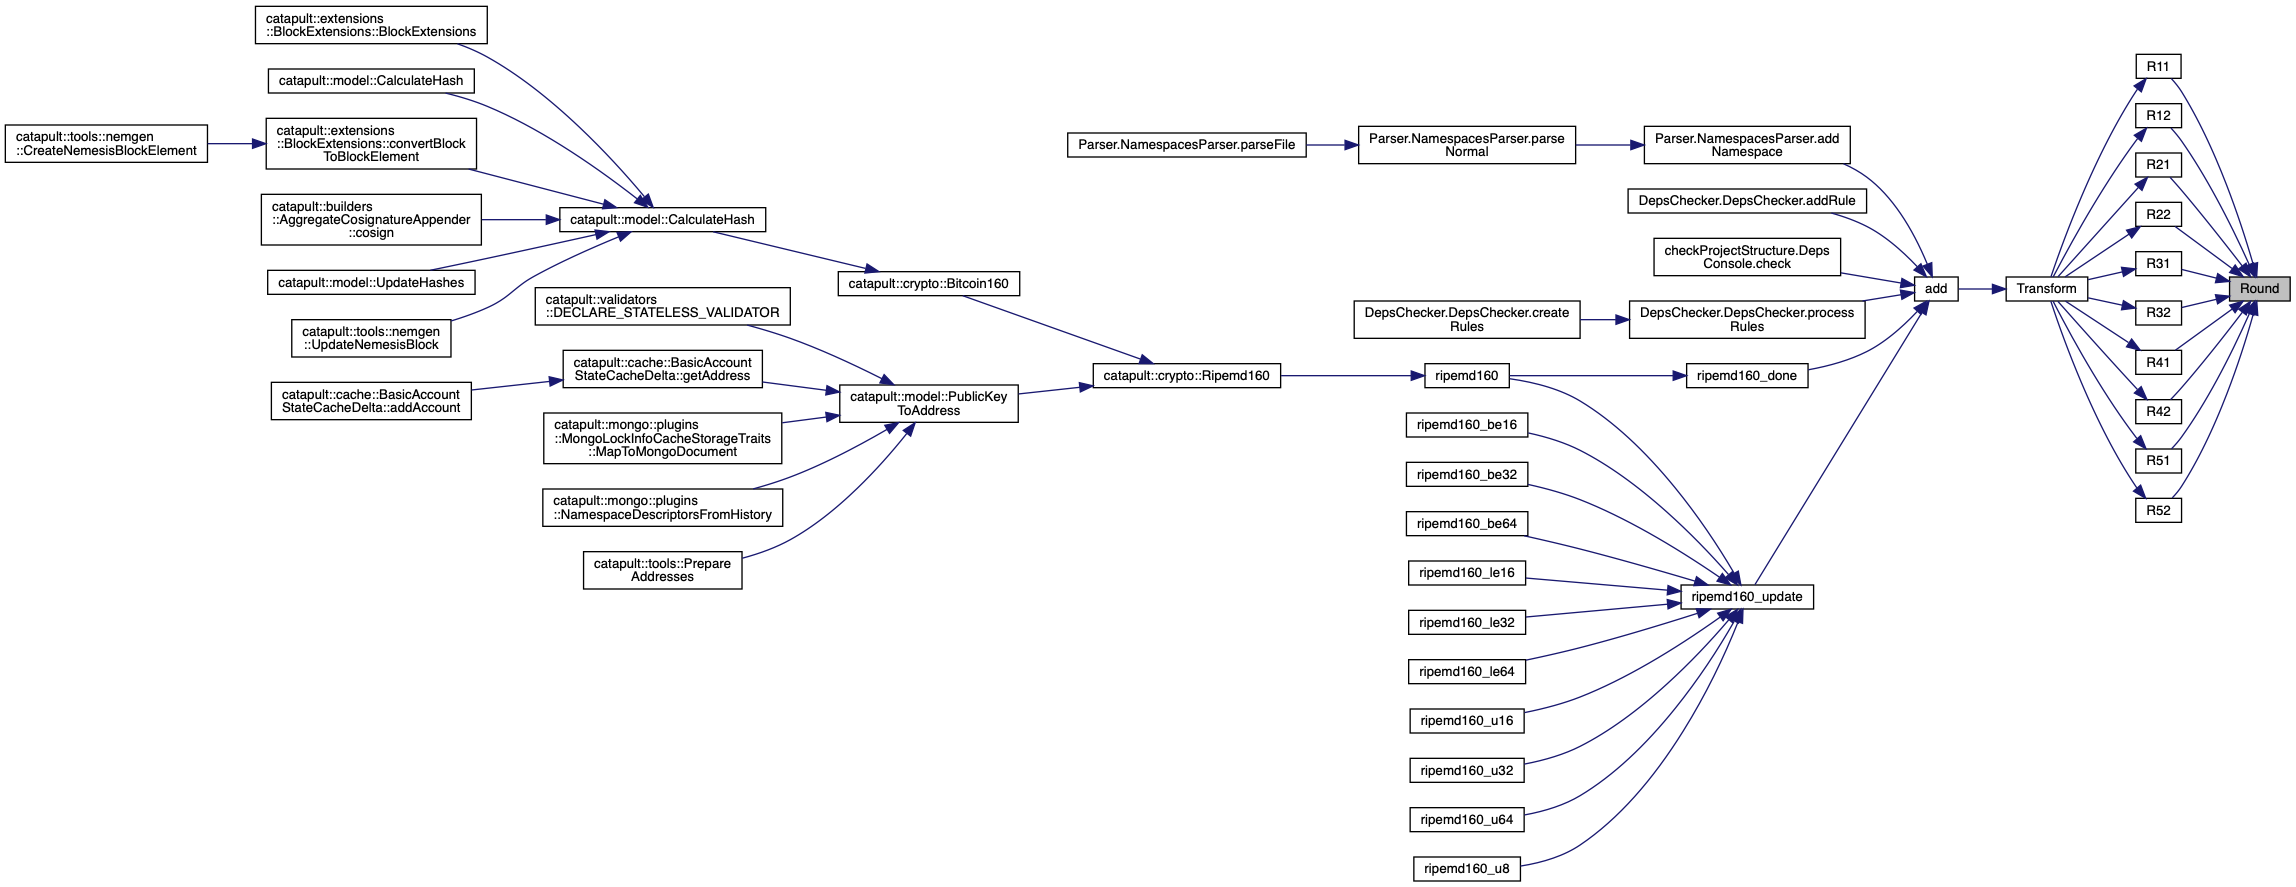 catapult::extensions
::BlockExtensions::BlockExtensions
catapult::model::CalculateHash
catapult::tools::nemgen
::CreateNemesisBlockElement
catapult::extensions
::BlockExtensions::convertBlock
ToBlockElement
catapult::builders
::AggregateCosignatureAppender
::cosign
catapult::model::UpdateHashes
catapult::tools::nemgen
::UpdateNemesisBlock
catapult::cache::BasicAccount
StateCacheDelta::addAccount
catapult::model::CalculateHash
catapult::validators
::DECLARE_STATELESS_VALIDATOR
catapult::cache::BasicAccount
StateCacheDelta::getAddress
catapult::mongo::plugins
::MongoLockInfoCacheStorageTraits
::MapToMongoDocument
catapult::mongo::plugins
::NamespaceDescriptorsFromHistory
catapult::tools::Prepare
Addresses
catapult::crypto::Bitcoin160
catapult::model::PublicKey
ToAddress
catapult::crypto::Ripemd160
Parser.NamespacesParser.parseFile
Parser.NamespacesParser.parse
Normal
Parser.NamespacesParser.add
Namespace
DepsChecker.DepsChecker.addRule
checkProjectStructure.Deps
Console.check
DepsChecker.DepsChecker.create
Rules
DepsChecker.DepsChecker.process
Rules
ripemd160
ripemd160_done
ripemd160_be16
ripemd160_be32
ripemd160_be64
ripemd160_le16
ripemd160_le32
ripemd160_le64
ripemd160_u16
ripemd160_u32
ripemd160_u64
ripemd160_u8
ripemd160_update
add
Transform
R11
R12
R21
R22
R31
R32
R41
R42
R51
R52
Round